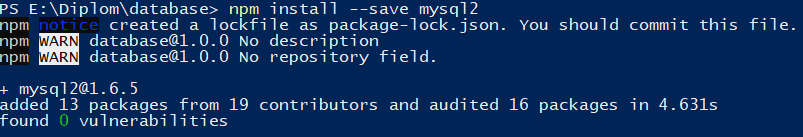 PS E:\Diplom\database> npm install --save mysql2
npm notice created a lockfile as package-lock.json. You should commit this file.
npm WARN database@1.0.0 No description
npm WARN database@1.0.0 No repository field.
+ mysql2@1.6.5
added 13 packages from 19 contributors and audited 16 packages in 4.631s
found 0 vulnerabilities